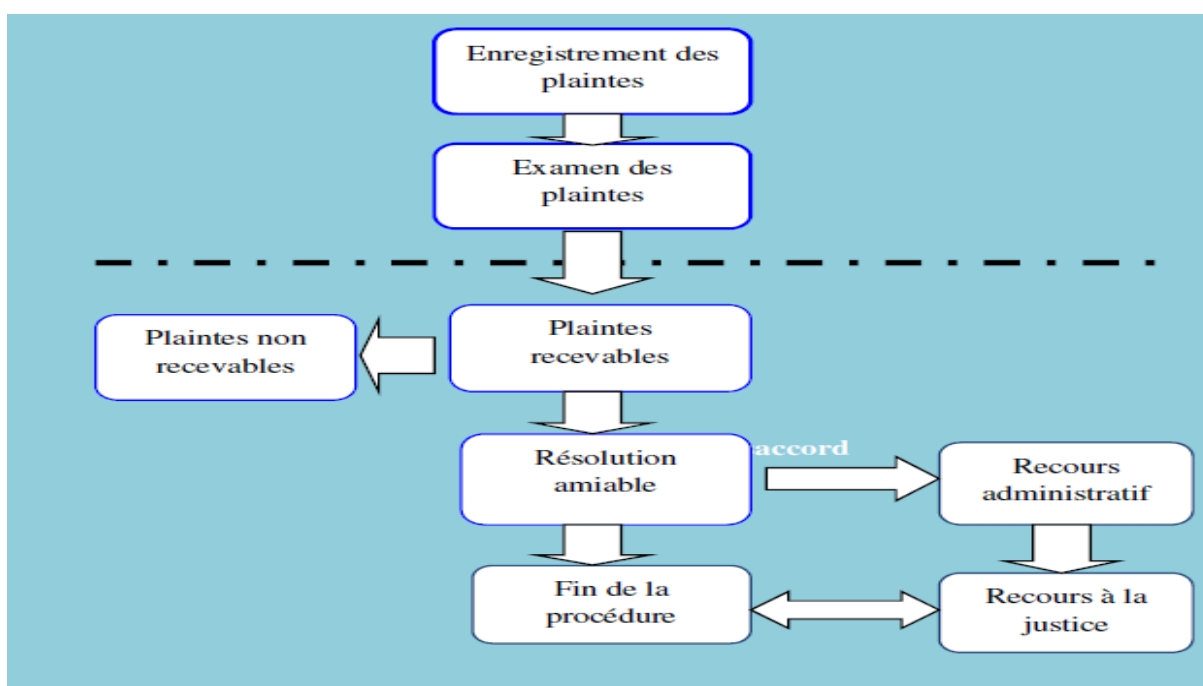 Enregistrement des
plaintes
Examen des
plaintes
Plaintes non
recevables
Plaintes
recevables
Résolution
amiable
accord
Recours
administratif
Fin de la
procédure
Recours à la
justice